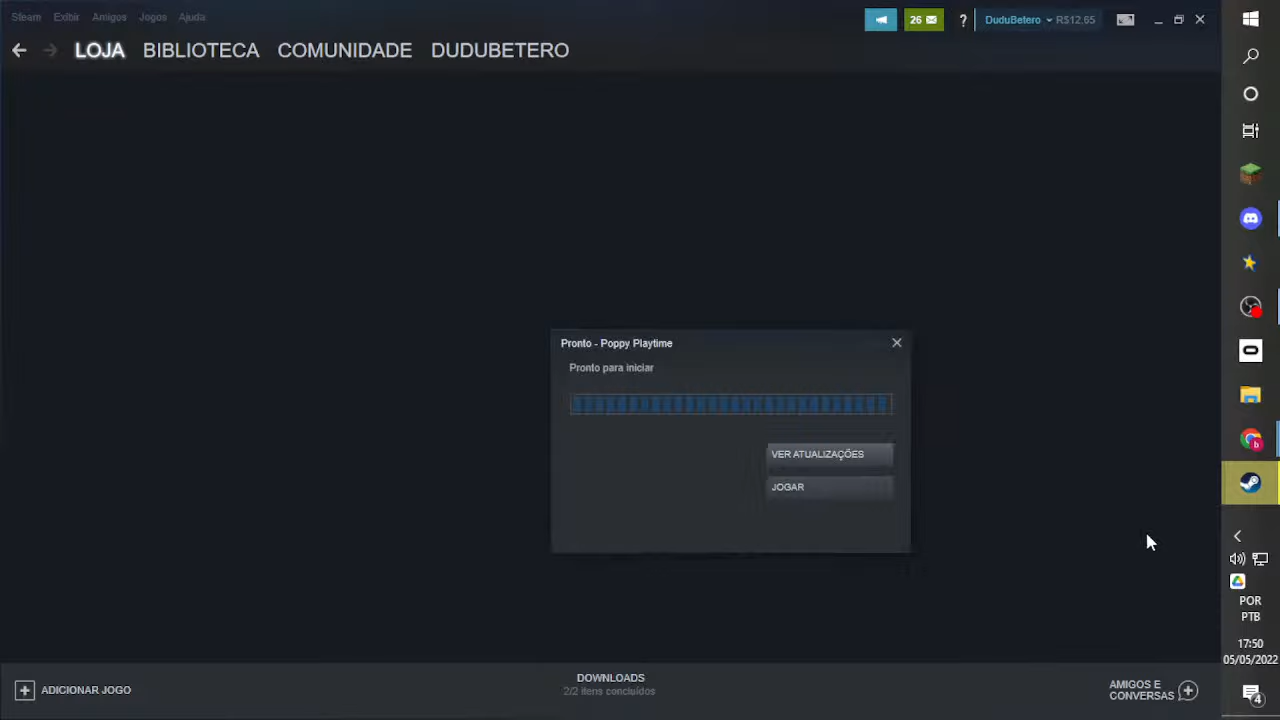 Steam Exibir Amigos Jogos Ajuda
26
?
DuduBetero R$12,65
LOJA BIBLIOTECA COMUNIDADE DUDUBETERO
Pronto - Poppy Playtime
Pronto para iniciar
VER ATUALIZAÇÕES
JOGAR
ADICIONAR JOGO
DOWNLOADS
2/2 itens concluídos
AMIGOS E
CONVERSAS
b
POR
PTB
17:50
05/05/2022
4